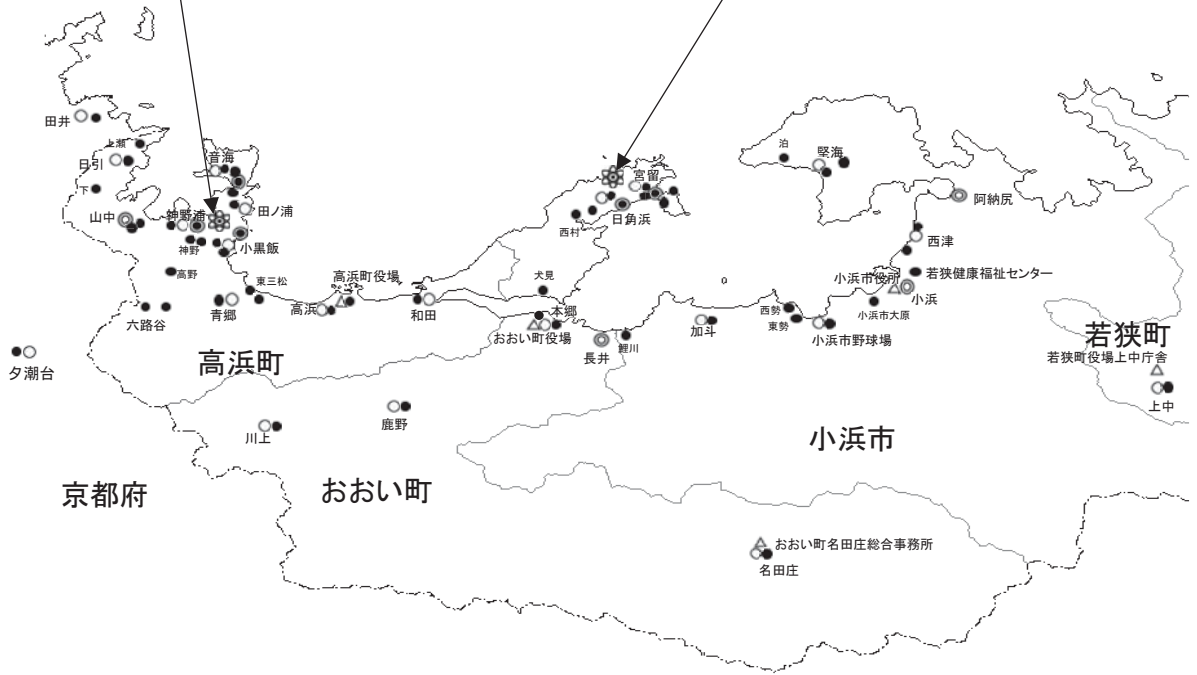 田井
上瀬
日引
下
音海
山中
神野浦
田ノ浦
神野
小黒飯
高野
東三松
六路谷
青郷
高浜
高浜町役場
和田
高浜町
夕潮台
川上
鹿野
京都府
おおい町
宮留
日角浜
西村
犬見
本郷
おおい町役場
長井
鯉川
泊
堅海
阿納尻
西津
若狭健康福祉センター
小浜市役所
小浜
小浜市大原
西勢
東勢
加斗
小浜市野球場
小浜市
若狭町
若狭町役場上中庁舎
上中
おおい町名田庄総合事務所
名田庄